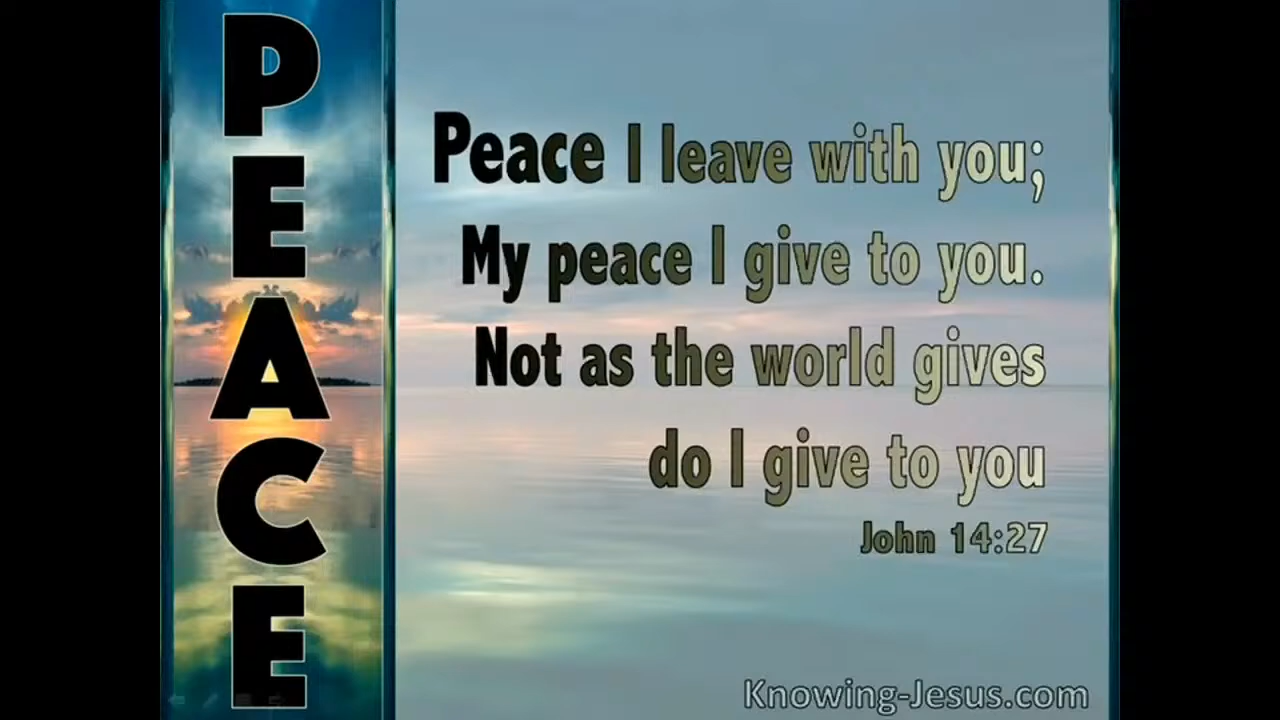 PEACE
Peace I leave with you;
My peace I give to you.
Not as the world gives
do I give to you
John 14:27
Knowing-Jesus.com